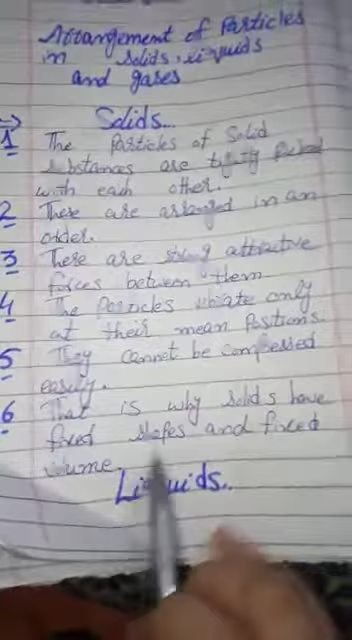 Arrangement of Particles
in Solids, Liquids
and gases
Solids...
1 The Particles of Solid
substances are tightly packed
with each other.
2 There are arranged in an
order.
3 There are strong attractive
forces between them
4 The Particles vibrate only
at their mean Positions.
5 They cannot be compressed
easily.
6 That is why solids have
fixed shapes and fixed
volume.
Liquids..